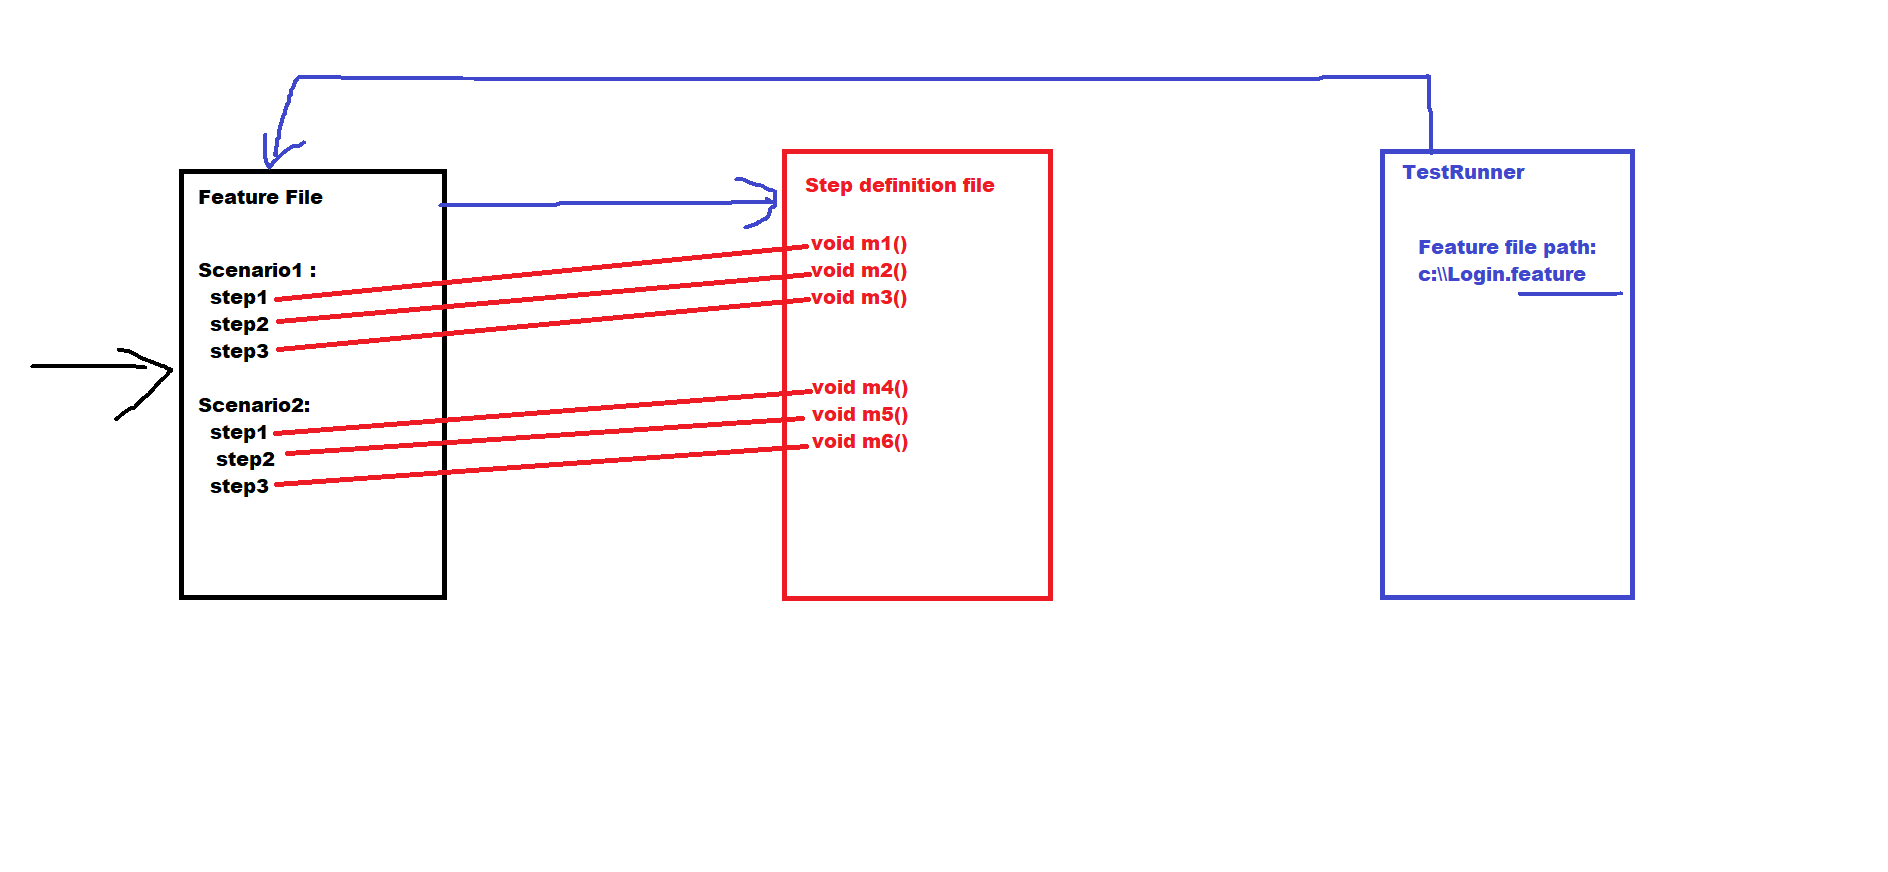 Feature File
Scenario1 :
step1
step2
step3
Scenario2:
step1
step2
step3
Step definition file
void m1()
void m2()
void m3()
void m4()
void m5()
void m6()
TestRunner
Feature file path:
c:\\Login.feature